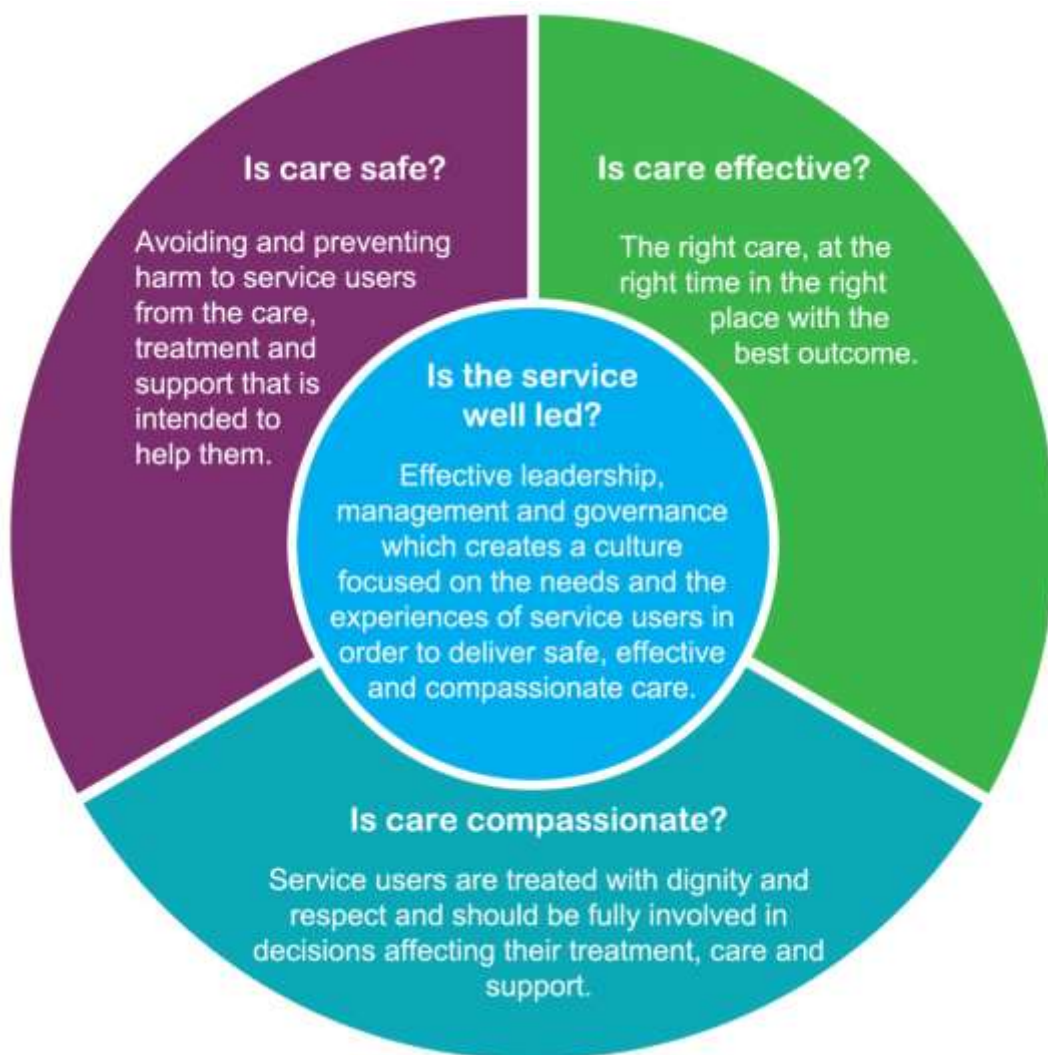 Is care safe?
Avoiding and preventing
harm to service users
from the care,
treatment and
support that is
intended to
help them.
Is care effective?
The right care, at the
right time in the right
place with the
best outcome.
Is the service
well led?
Effective leadership,
management and governance
which creates a culture
focused on the needs and the
experiences of service users in
order to deliver safe, effective
and compassionate care.
Is care compassionate?
Service users are treated with dignity and
respect and should be fully involved in
decisions affecting their treatment, care and
support.